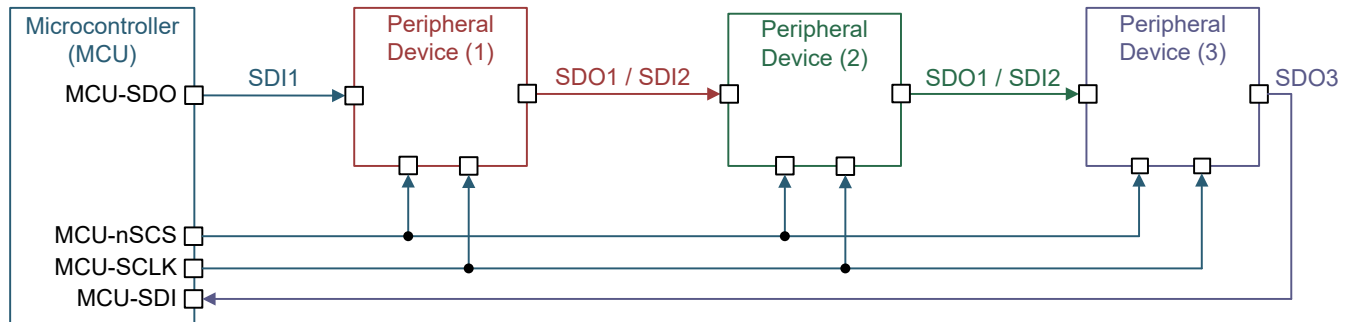 Microcontroller
(MCU)
MCU-SDO
SDI1
Peripheral
Device (1)
SDO1 / SDI2
Peripheral
Device (2)
SDO1 / SDI2
Peripheral
Device (3)
SDO3
MCU-nSCS
MCU-SCLK
MCU-SDI